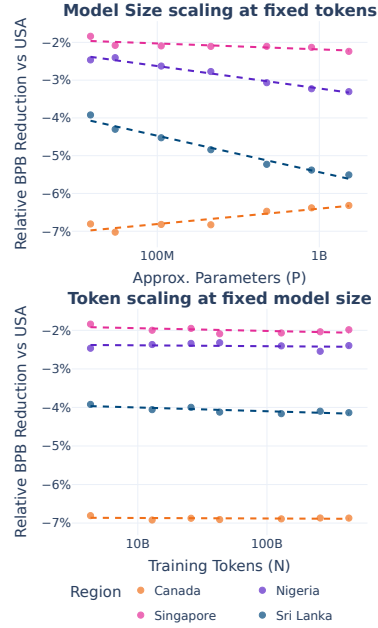 Model Size scaling at fixed tokens
Relative BPB Reduction vs USA
−2%
−3%
−4%
−5%
−6%
−7%
100M
1B
Approx. Parameters (P)
Token scaling at fixed model size
Relative BPB Reduction vs USA
−2%
−3%
−4%
−5%
−6%
−7%
10B
100B
Training Tokens (N)
Region
Canada
Nigeria
Singapore
Sri Lanka